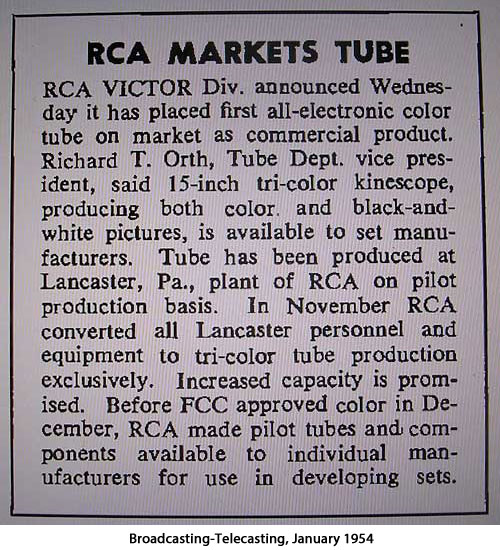 RCA MARKETS TUBE
RCA VICTOR Div. announced Wednes-
day it has placed first all-electronic color
tube on market as commercial product.
Richard T. Orth, Tube Dept. vice pres-
ident, said 15-inch tri-color kinescope,
producing both color and black-and-
white pictures, is available to set manu-
facturers. Tube has been produced at
Lancaster, Pa., plant of RCA on pilot
production basis. In November RCA
converted all Lancaster personnel and
equipment to tri-color tube production
exclusively. Increased capacity is prom-
ised. Before FCC approved color in De-
cember, RCA made pilot tubes and com-
ponents available to individual man-
ufacturers for use in developing sets.
Broadcasting-Telecasting, January 1954